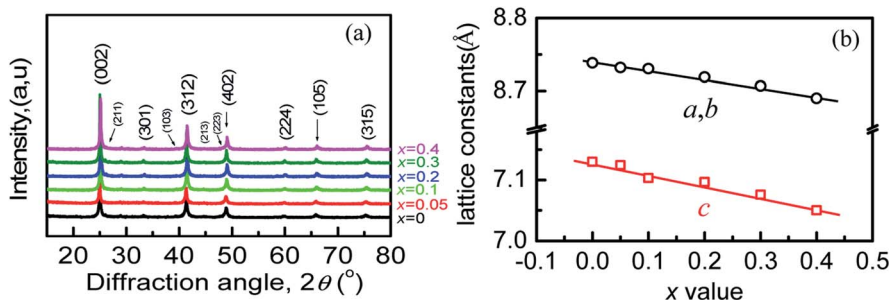 (a)
Intensity,(a,u)
(002)
(211)
(301)
(103)
(312)
(213)
(223)
(402)
(224)
(105)
(315)
x=0.4
x=0.3
x=0.2
x=0.1
x=0.05
x=0
20 30 40 50 60 70 80
Diffraction angle, 2θ (°)
(b)
lattice constants(Å)
8.8
8.7
7.1
7.0
a,b
c
-0.1 0.0 0.1 0.2 0.3 0.4 0.5
x value